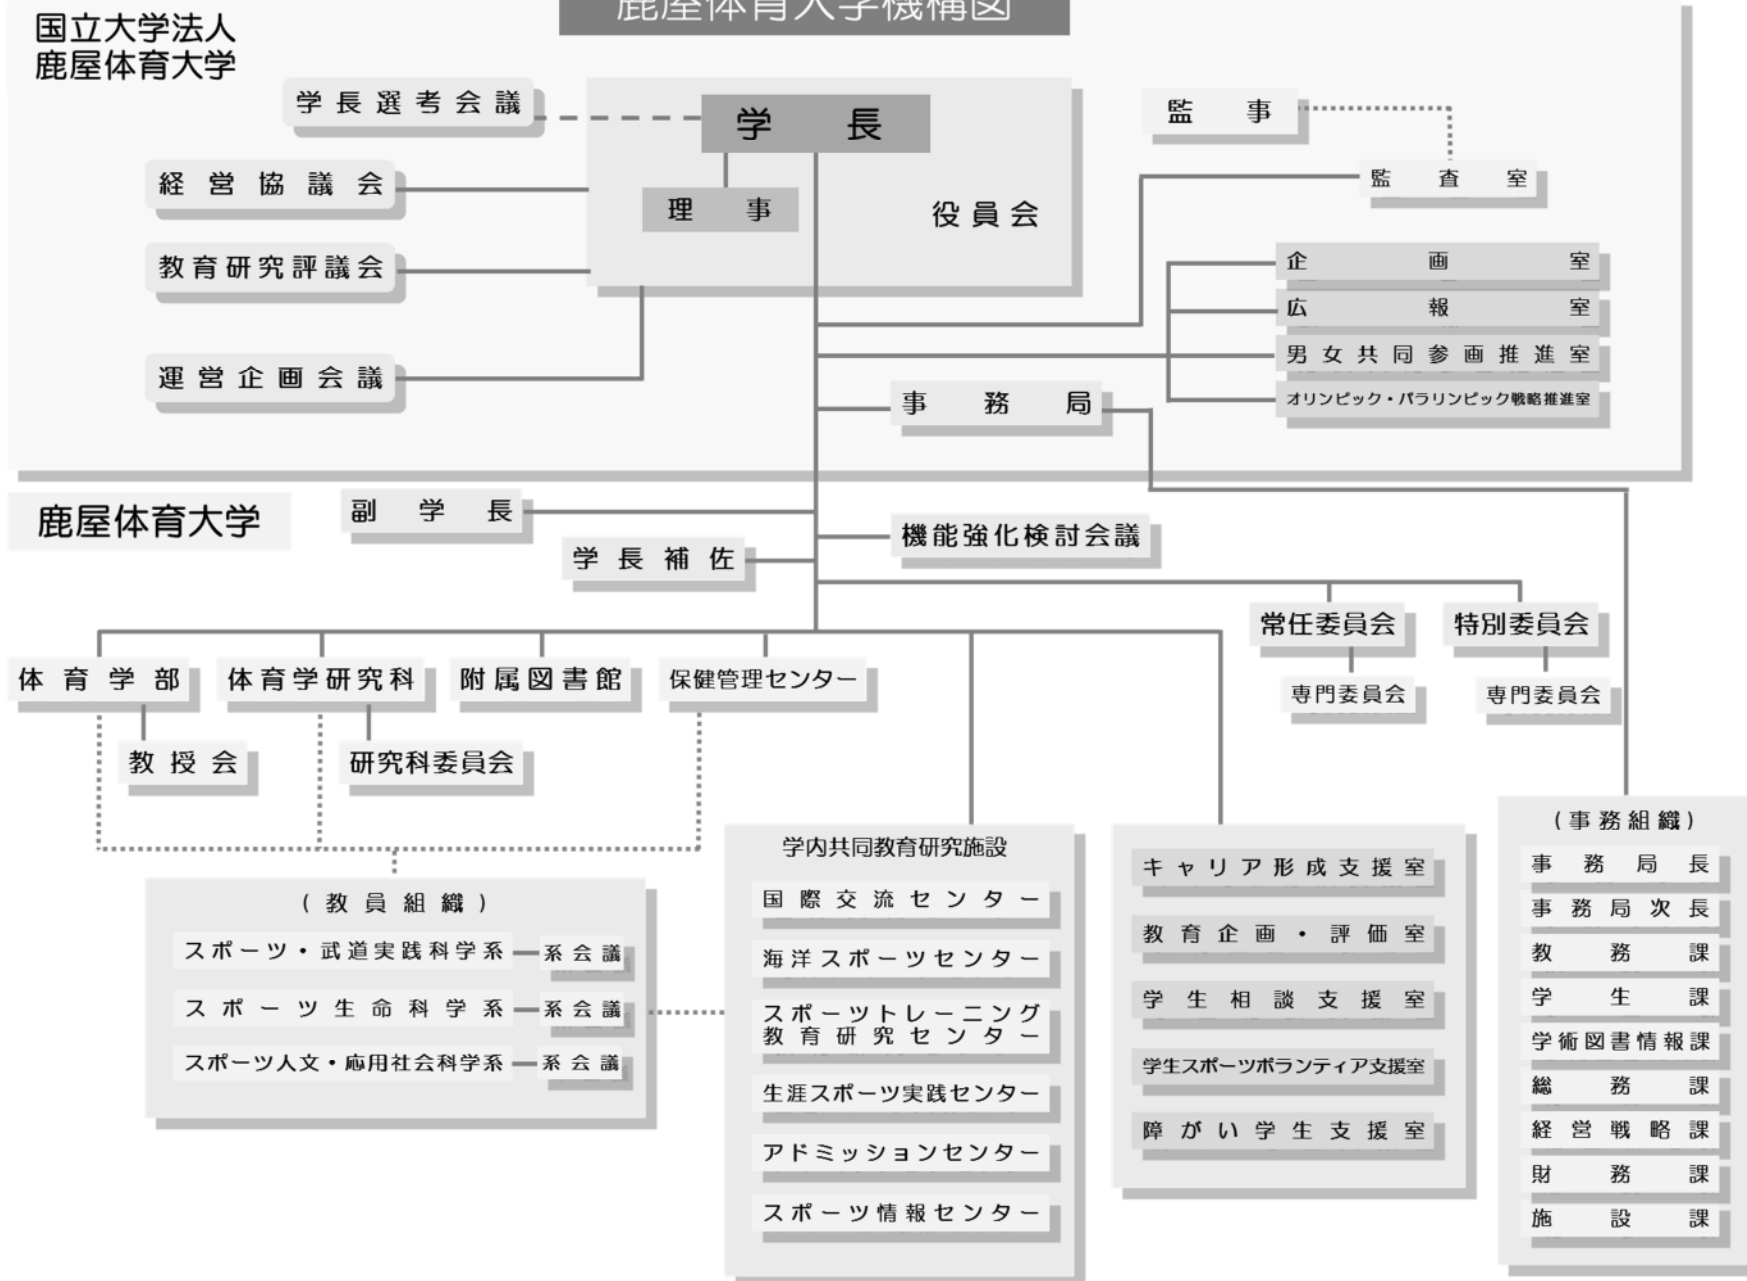 鹿屋体育大学機構図
国立大学法人
鹿屋体育大学
学長選考会議
学長
監事
経営協議会
理事
役員会
監査室
教育研究評議会
企画室
広報室
運営企画会議
男女共同参画推進室
事務局
オリンピック・パラリンピック戦略推進室
鹿屋体育大学
副学長
機能強化検討会議
学長補佐
常任委員会
特別委員会
体育学部
体育学研究科
附属図書館
保健管理センター
専門委員会
専門委員会
教授会
研究科委員会
(教員組織)
スポーツ・武道実践科学系
系会議
スポーツ生命科学系
系会議
スポーツ人文・応用社会科学系
系会議
学内共同教育研究施設
国際交流センター
海洋スポーツセンター
スポーツトレーニング
教育研究センター
生涯スポーツ実践センター
アドミッションセンター
スポーツ情報センター
キャリア形成支援室
教育企画・評価室
学生相談支援室
学生スポーツボランティア支援室
障がい学生支援室
(事務組織)
事務局長
事務局次長
教務課
学生課
学術図書情報課
総務課
経営戦略課
財務課
施設課